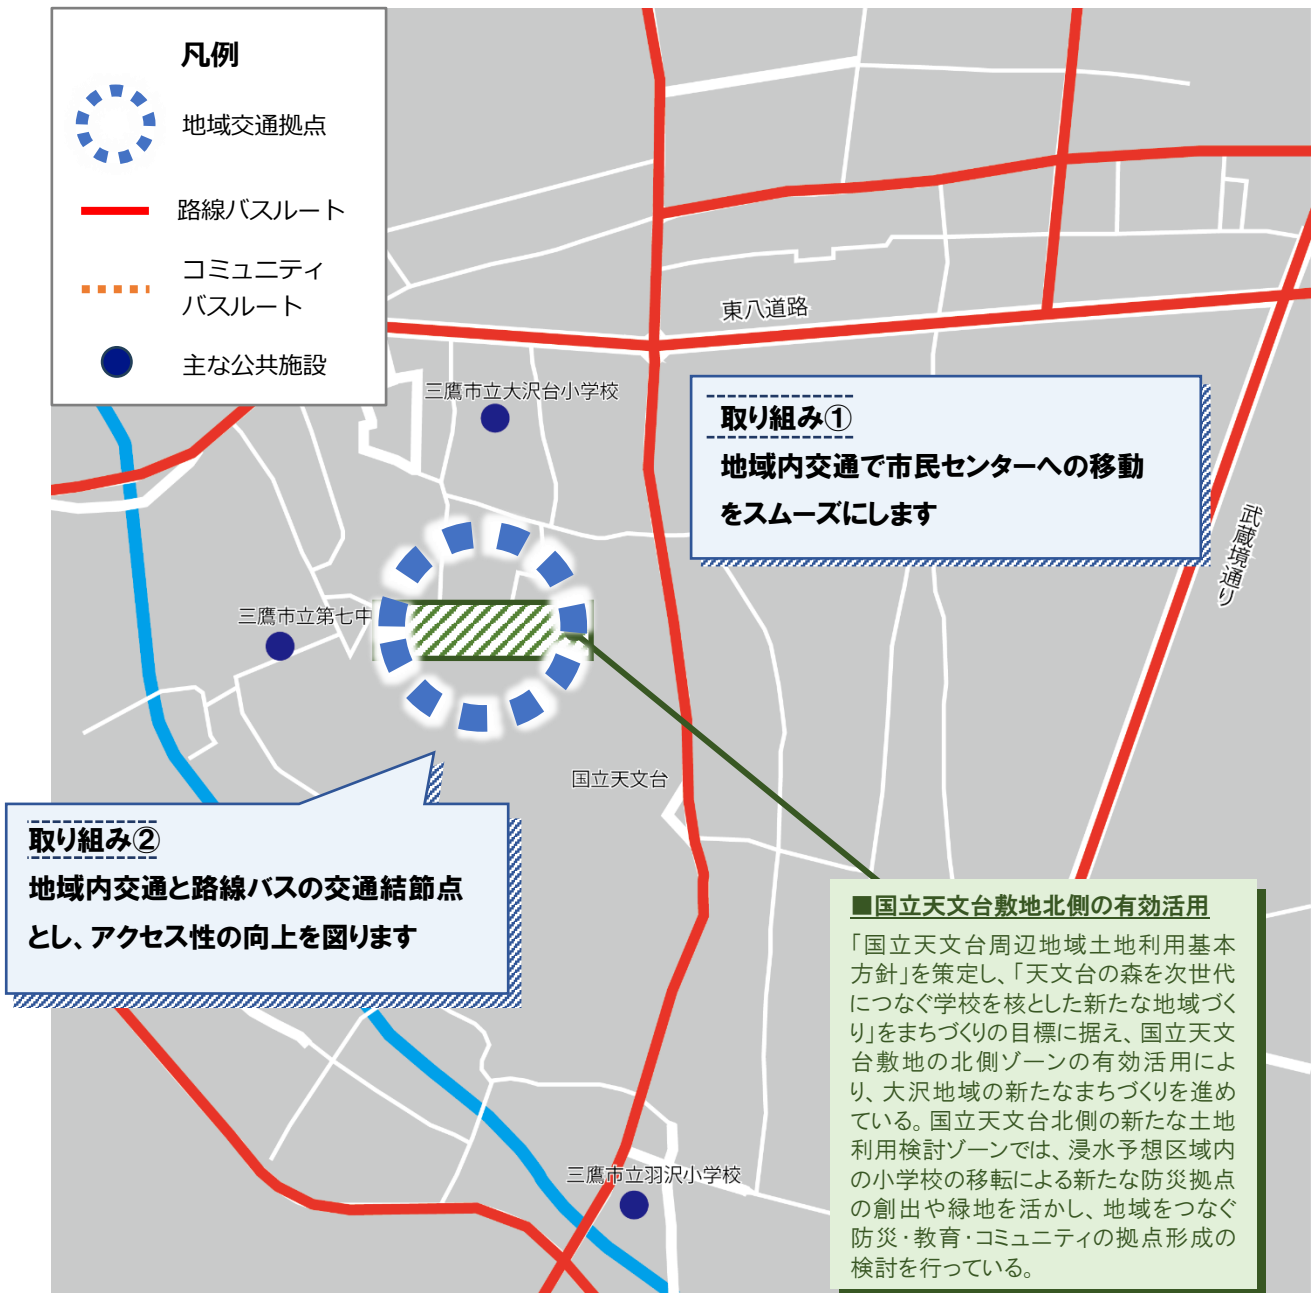 凡例
地域交通拠点
路線バスルート
コミュニティ
バスルート
主な公共施設
東八道路
三鷹市立大沢台小学校
取り組み①
地域内交通で市民センターへの移動
をスムーズにします
武蔵境通り
三鷹市立第七中
国立天文台
取り組み②
地域内交通と路線バスの交通結節点
とし、アクセス性の向上を図ります
■国立天文台敷地北側の有効活用
「国立天文台周辺地域土地利用基本
方針」を策定し、「天文台の森を次世代
につなぐ学校を核とした新たな地域づく
り」をまちづくりの目標に据え、国立天文
台敷地の北側ゾーンの有効活用によ
り、大沢地域の新たなまちづくりを進め
ている。国立天文台北側の新たな土地
利用検討ゾーンでは、浸水予想区域内
の小学校の移転による新たな防災拠点
の創出や緑地を活かし、地域をつなぐ
防災・教育・コミュニティの拠点形成の
検討を行っている。
三鷹市立羽沢小学校